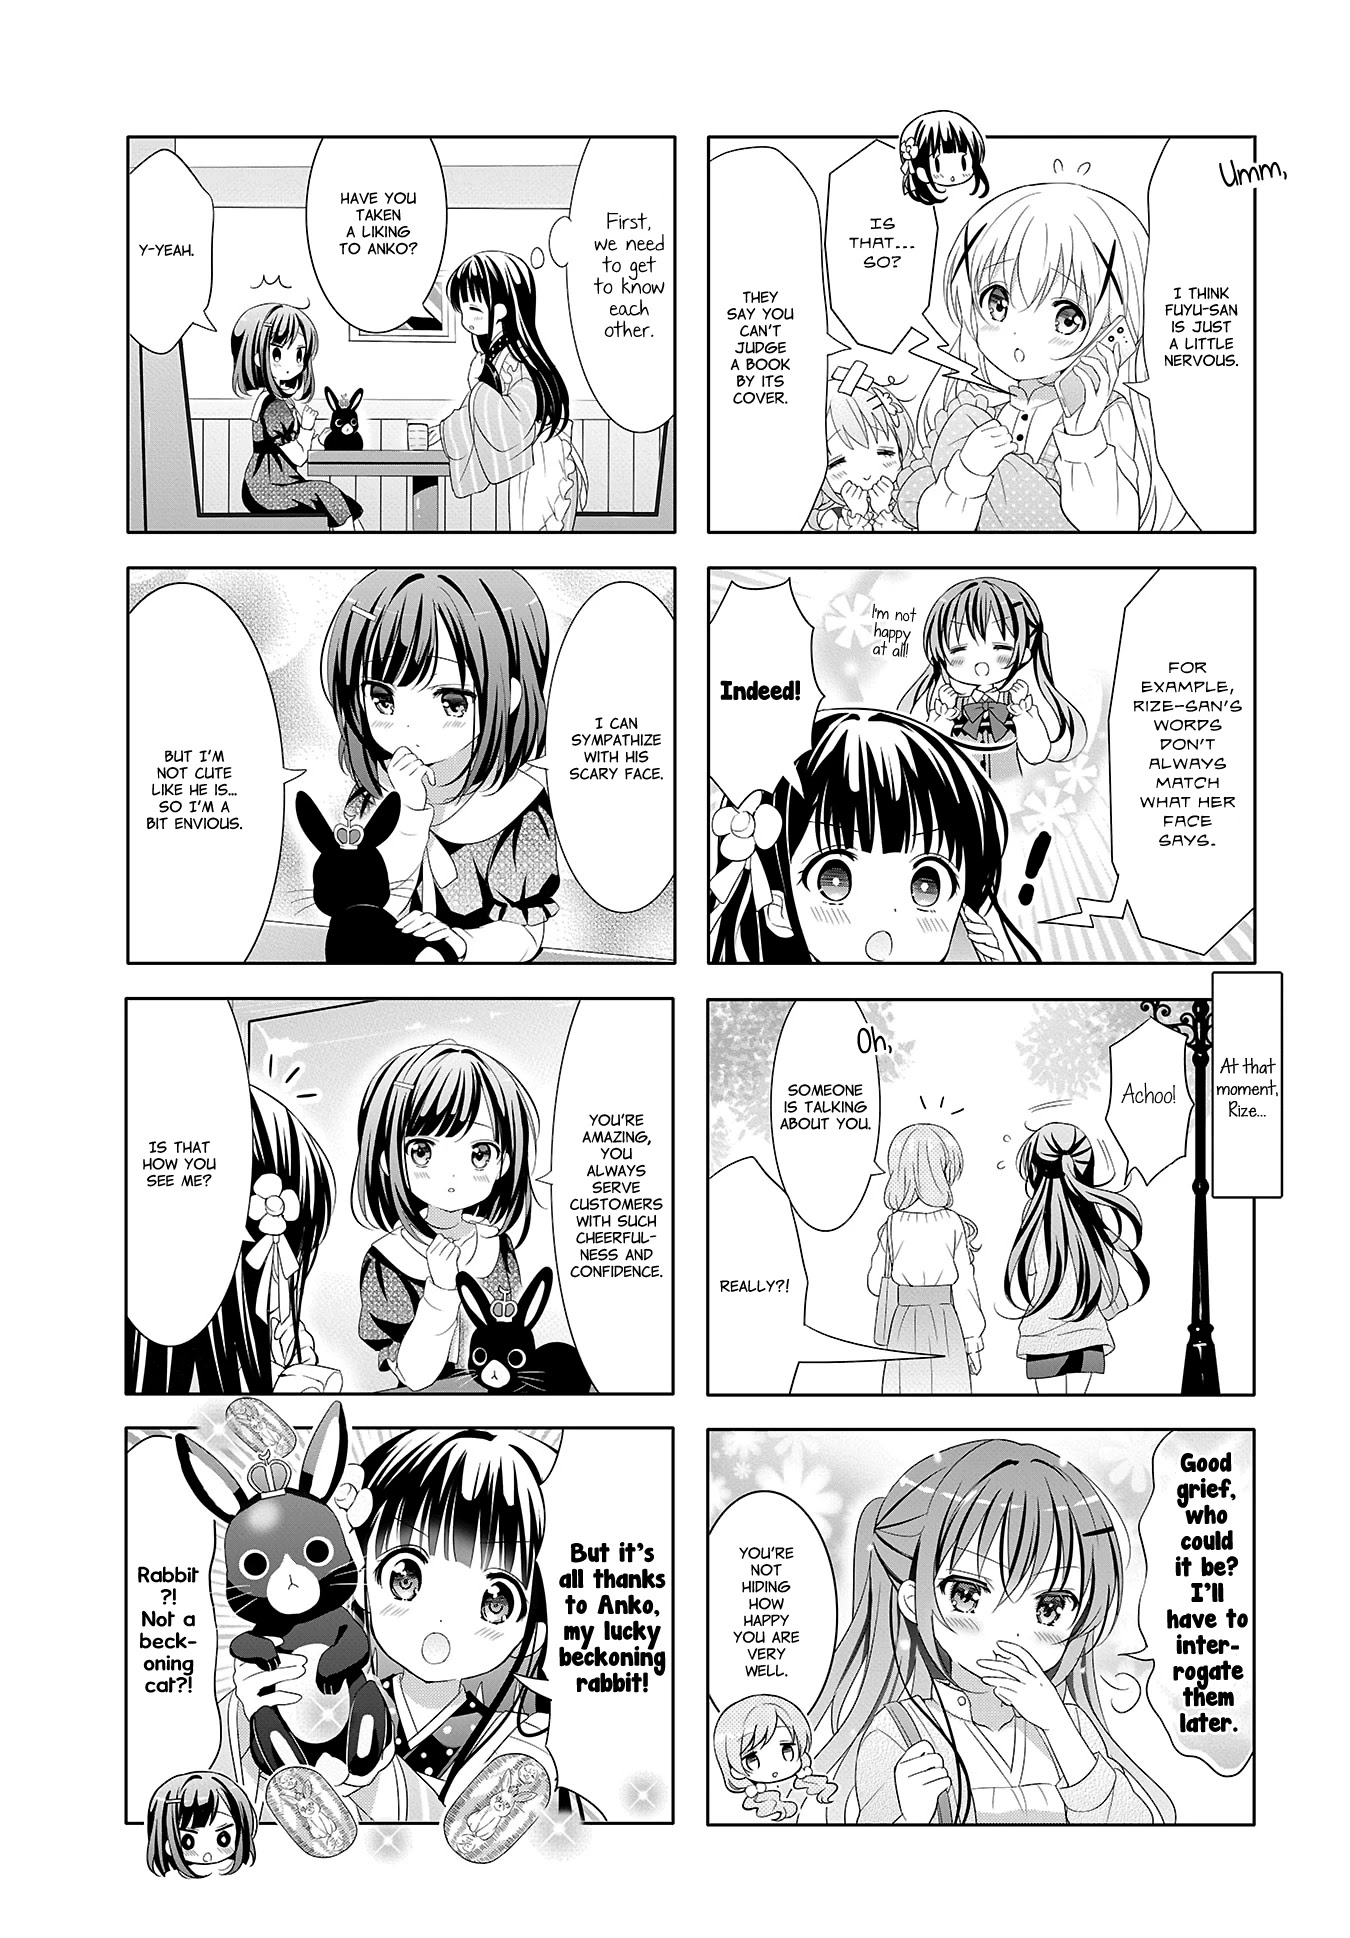 Umm,
I THINK
FUYU-SAN
IS JUST
A LITTLE
NERVOUS.
IS
THAT...
SO?
THEY
SAY YOU
CAN'T
JUDGE
A BOOK
BY ITS
COVER.
FOR
EXAMPLE,
RIZE-SAN'S
WORDS
DON'T
ALWAYS
MATCH
WHAT HER
FACE
SAYS.
I'm not
happy
at all!
Indeed!
At that
moment,
Rize...
Achoo!
Oh,
SOMEONE
IS TALKING
ABOUT YOU.
REALLY?!
Good
grief,
who
could
it be?
I'll
have to
inter-
rogate
them
later.
YOU'RE
NOT
HIDING
HOW
HAPPY
YOU ARE
VERY
WELL.
First,
we need
to get
to know
each
other.
HAVE YOU
TAKEN
A LIKING
TO ANKO?
Y-YEAH.
I CAN
SYMPATHIZE
WITH HIS
SCARY FACE.
BUT I'M
NOT CUTE
LIKE HE IS...
SO I'M A
BIT ENVIOUS.
YOU'RE
AMAZING,
YOU
ALWAYS
SERVE
CUSTOMERS
WITH SUCH
CHEERFUL-
NESS AND
CONFIDENCE.
IS THAT
HOW YOU
SEE ME?
But it's
all thanks
to Anko,
my lucky
beckoning
rabbit!
Rabbit
?!
Not a
beck-
oning
cat?!